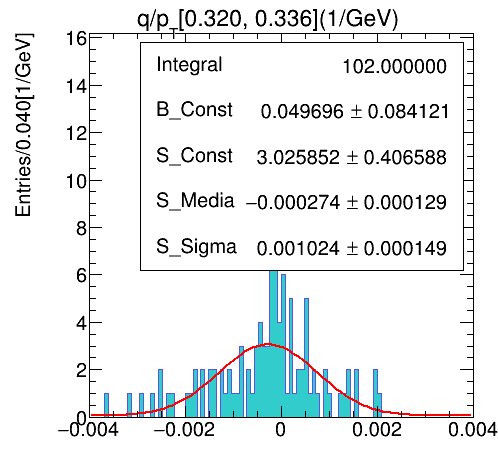 q/p_T[0.320, 0.336](1/GeV)
Entries/0.040[1/GeV]
Integral 102.000000
B_Const 0.049696 ± 0.084121
S_Const 3.025852 ± 0.406588
S_Media −0.000274 ± 0.000129
S_Sigma 0.001024 ± 0.000149
16
14
12
10
8
6
4
2
0
−0.004 −0.002 0 0.002 0.004